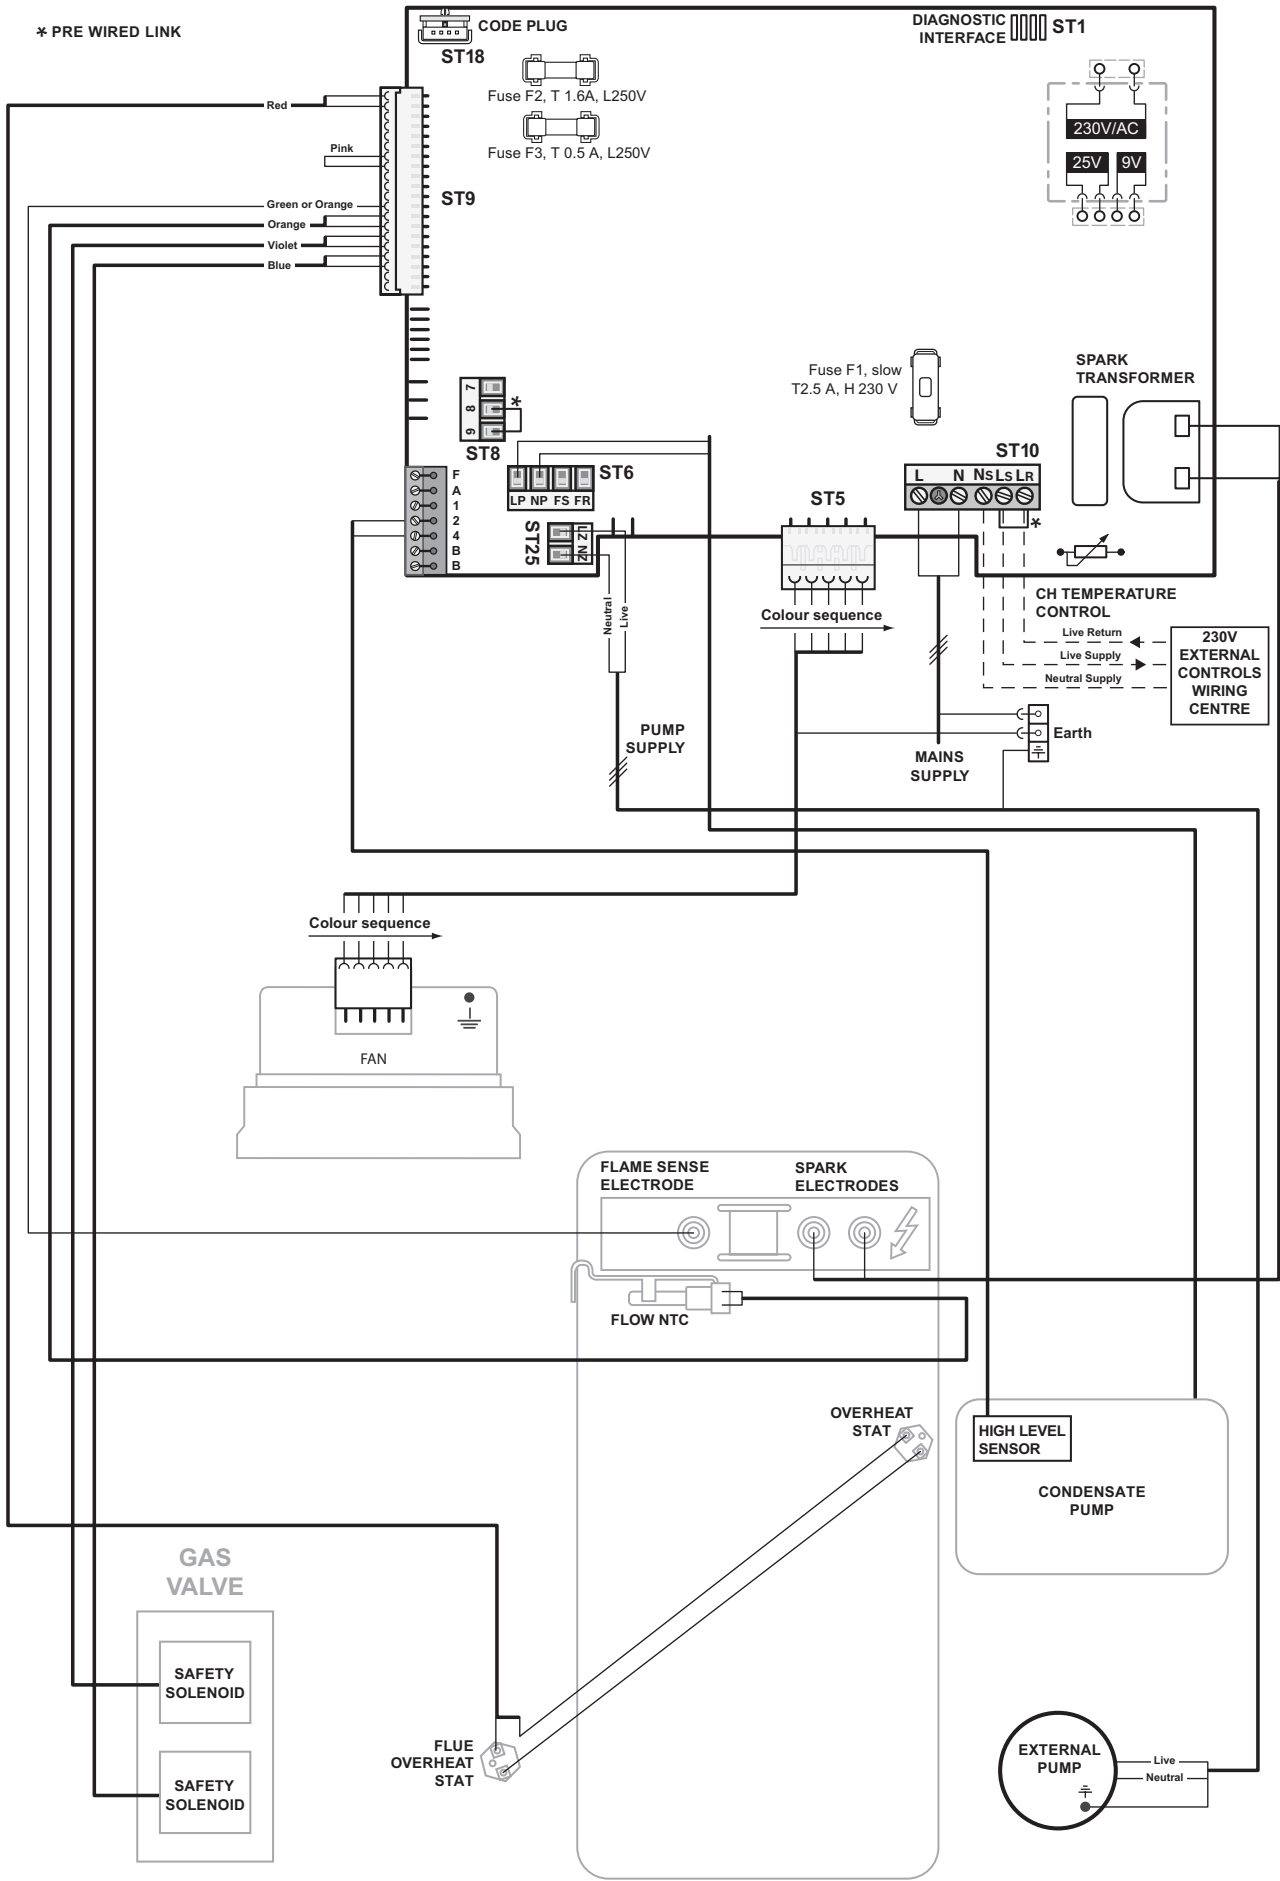 * PRE WIRED LINK
CODE PLUG
ST18
DIAGNOSTIC
INTERFACE
ST1
Fuse F2, T 1.6A, L250V
Fuse F3, T 0.5 A, L250V
230V/AC
25V
9V
Red
Pink
ST9
Green or Orange
Orange
Violet
Blue
Fuse F1, slow
T2.5 A, H 230 V
SPARK
TRANSFORMER
7
8
9
*
ST8
ST6
LP NP FS FR
ST10
L N NS LS LR
*
F
A
1
2
4
B
B
ST25
LZ NZ
ST5
Neutral
Live
Colour sequence
CH TEMPERATURE
CONTROL
Live Return
Live Supply
Neutral Supply
230V
EXTERNAL
CONTROLS
WIRING
CENTRE
PUMP
SUPPLY
MAINS
SUPPLY
Earth
Colour sequence
FAN
FLAME SENSE
ELECTRODE
SPARK
ELECTRODES
FLOW NTC
OVERHEAT
STAT
HIGH LEVEL
SENSOR
CONDENSATE
PUMP
GAS
VALVE
SAFETY
SOLENOID
SAFETY
SOLENOID
FLUE
OVERHEAT
STAT
EXTERNAL
PUMP
Live
Neutral